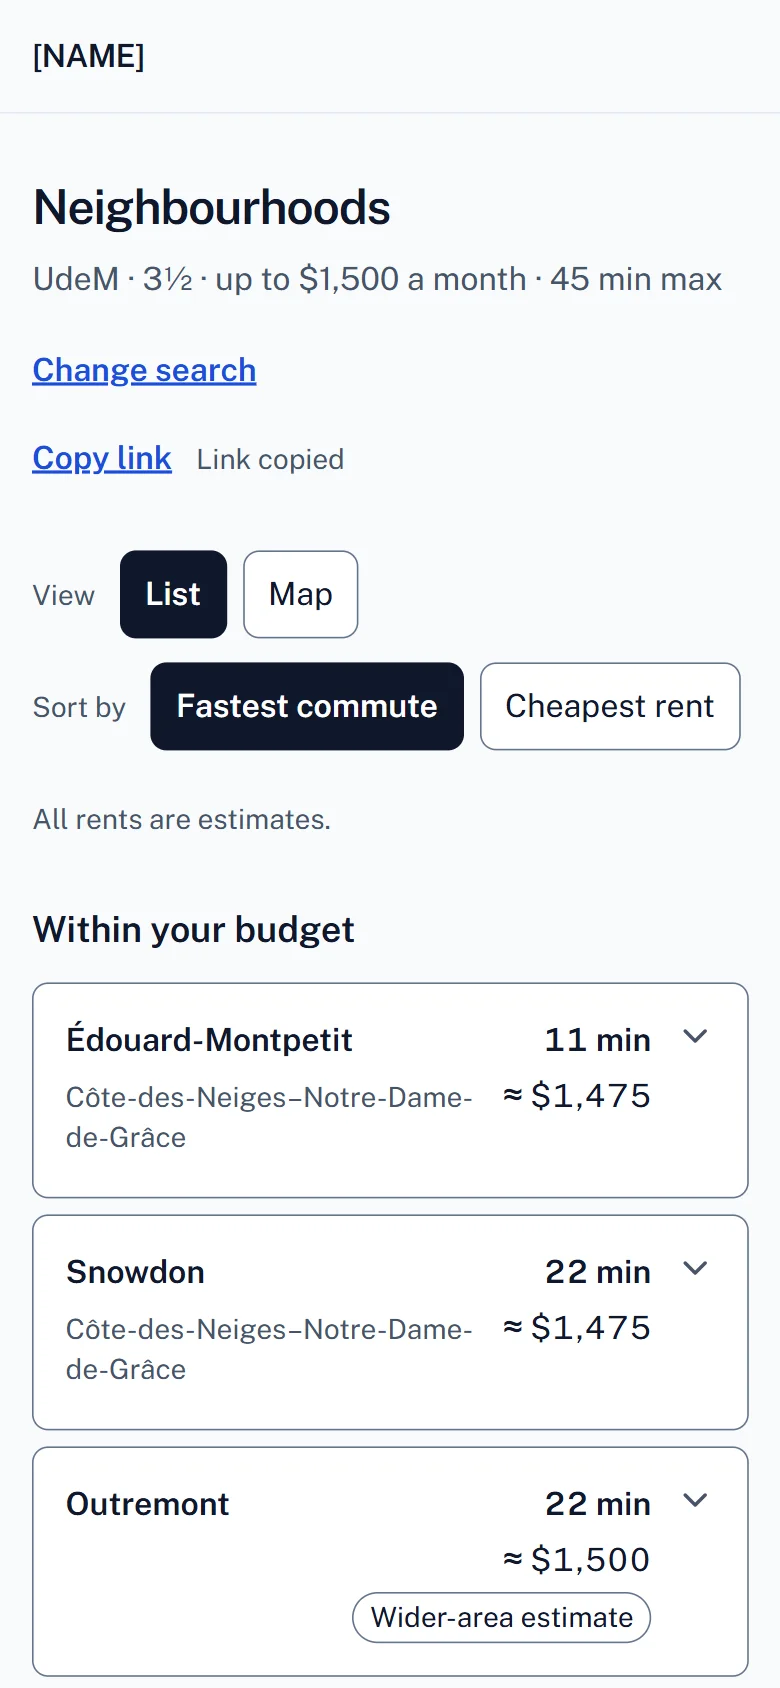 [NAME]
Neighbourhoods
UdeM · 3½ · up to $1,500 a month · 45 min max
Change search
Copy link Link copied
View List Map
Sort by Fastest commute Cheapest rent
All rents are estimates.
Within your budget
Édouard-Montpetit 11 min
Côte-des-Neiges–Notre-Dame- ≈ $1,475
de-Grâce
Snowdon 22 min
Côte-des-Neiges–Notre-Dame- ≈ $1,475
de-Grâce
Outremont 22 min
≈ $1,500
Wider-area estimate